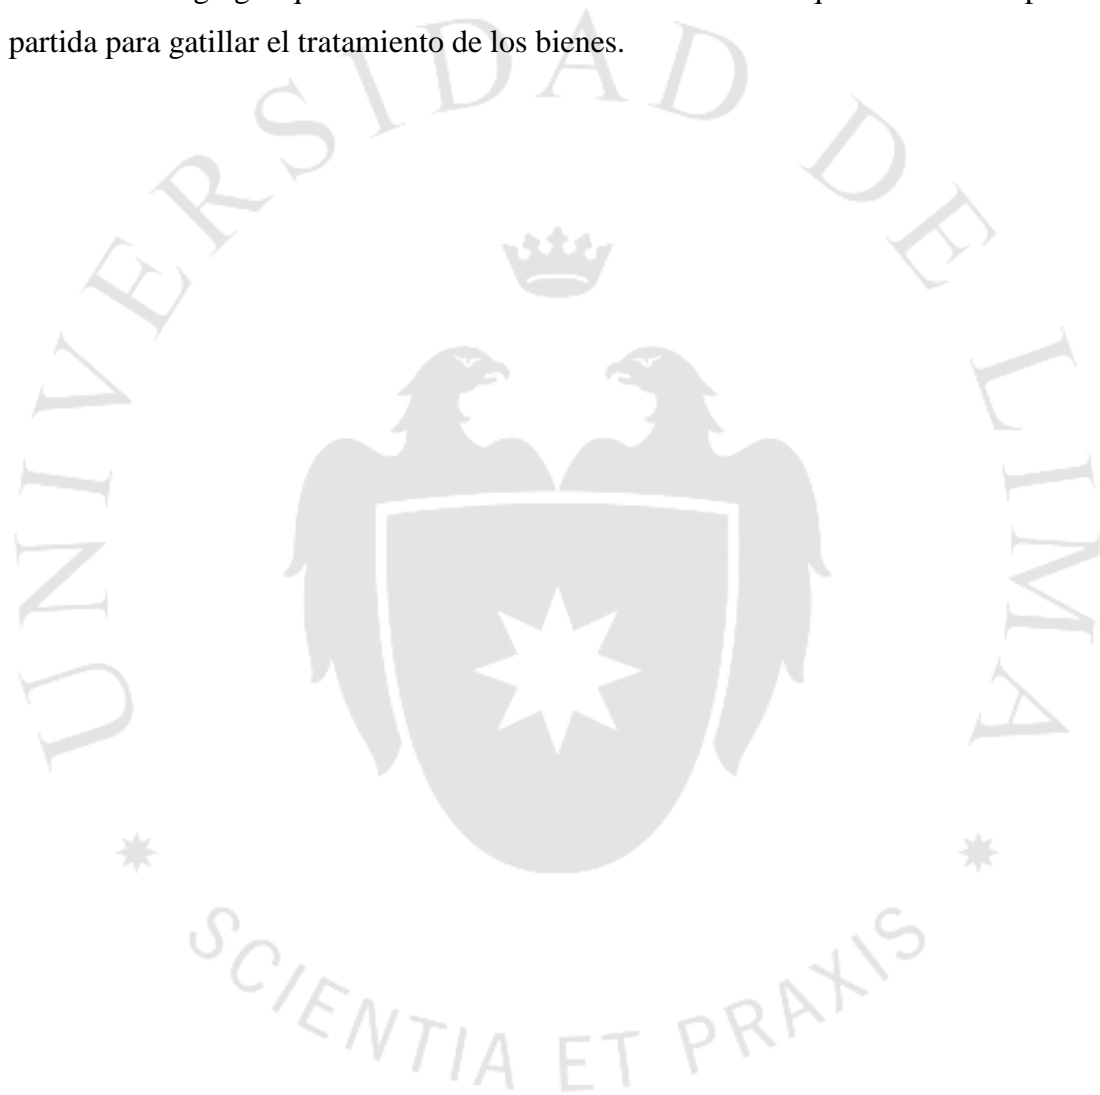 partida para gatillar el tratamiento de los bienes.
UNIVERSIDAD DE LIMA
SCIENTIA ET PRAXIS